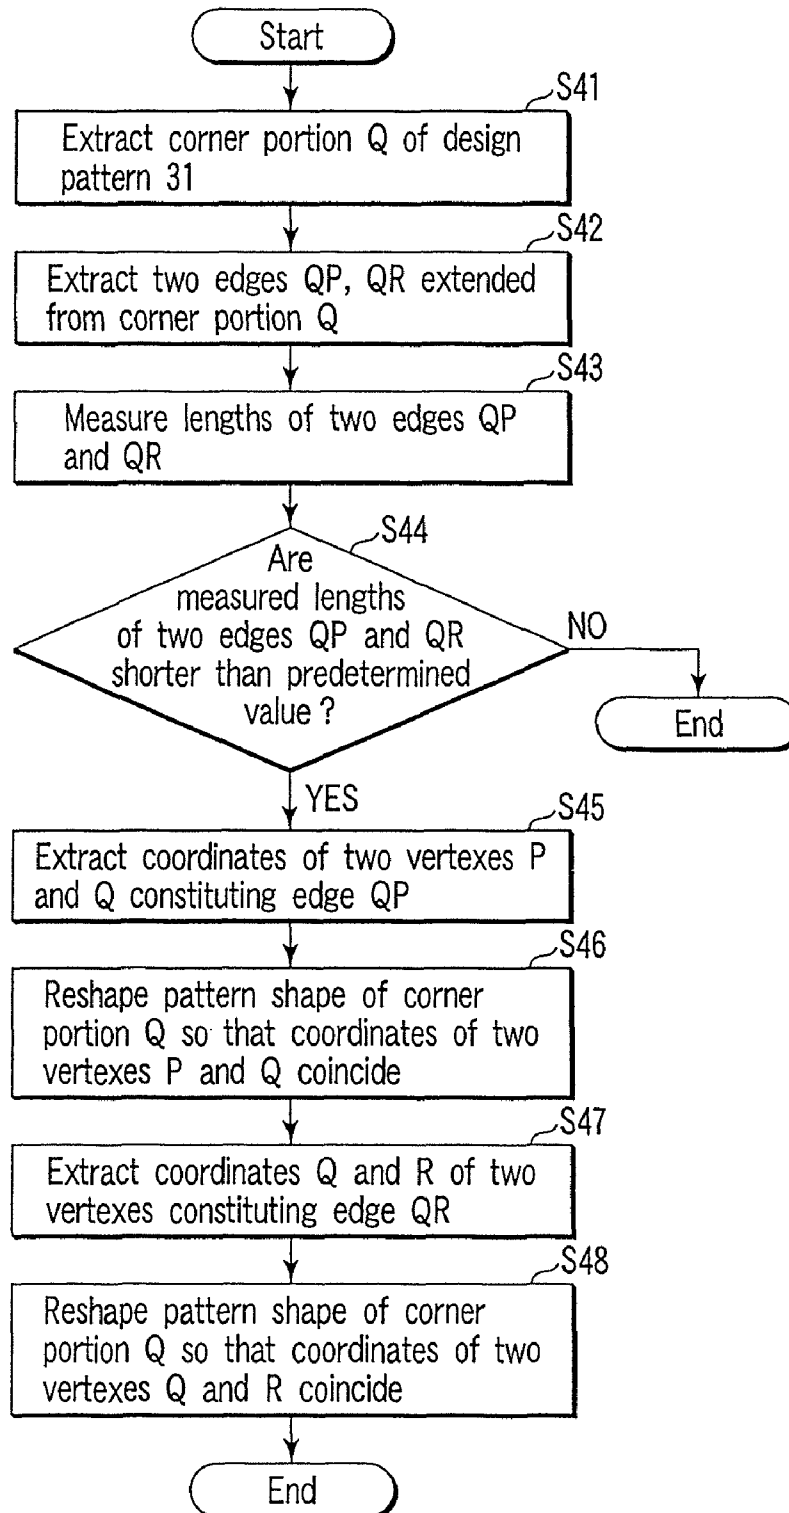 Start
S41
Extract corner portion Q of design
pattern 31
S42
Extract two edges QP, QR extended
from corner portion Q
S43
Measure lengths of two edges QP
and QR
S44
Are
measured lengths
of two edges QP and QR
shorter than predetermined
value ?
NO
End
YES
S45
Extract coordinates of two vertexes P
and Q constituting edge QP
S46
Reshape pattern shape of corner
portion Q so that coordinates of two
vertexes P and Q coincide
S47
Extract coordinates Q and R of two
vertexes constituting edge QR
S48
Reshape pattern shape of corner
portion Q so that coordinates of two
vertexes Q and R coincide
End